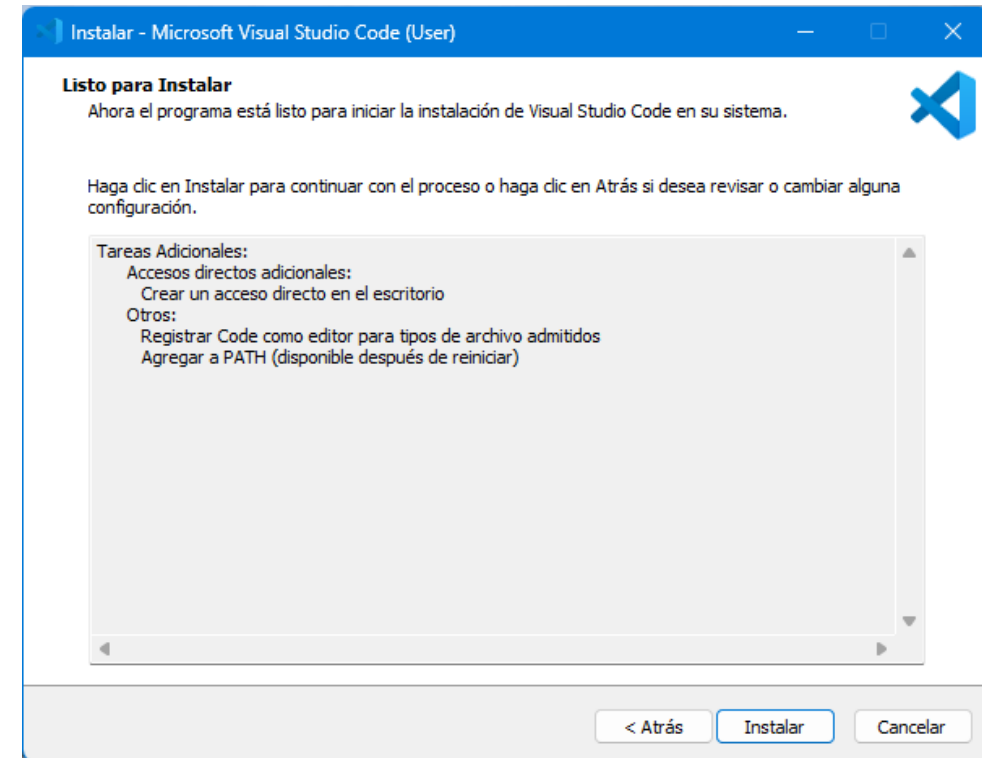 Instalar - Microsoft Visual Studio Code (User)
Listo para Instalar
Ahora el programa está listo para iniciar la instalación de Visual Studio Code en su sistema.
Haga clic en Instalar para continuar con el proceso o haga clic en Atrás si desea revisar o cambiar alguna
configuración.
Tareas Adicionales:
Accesos directos adicionales:
Crear un acceso directo en el escritorio
Otros:
Registrar Code como editor para tipos de archivo admitidos
Agregar a PATH (disponible después de reiniciar)
< Atrás
Instalar
Cancelar